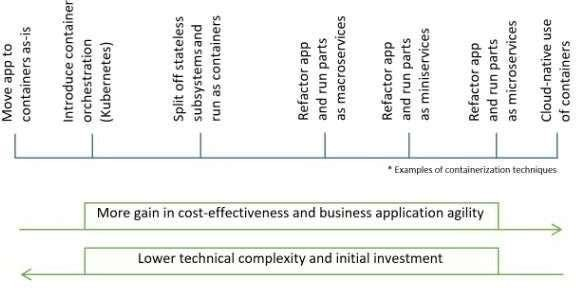 Move app to
containers as-is
Introduce container
orchestration
(Kubernetes)
Split off stateless
subsystems and
run as containers
Refactor app
and run parts
as macroservices
Refactor app
and run parts
as miniservices
Refactor app
and run parts
as microservices
Cloud-native use
of containers
* Examples of containerization techniques
More gain in cost-effectiveness and business application agility
Lower technical complexity and initial investment